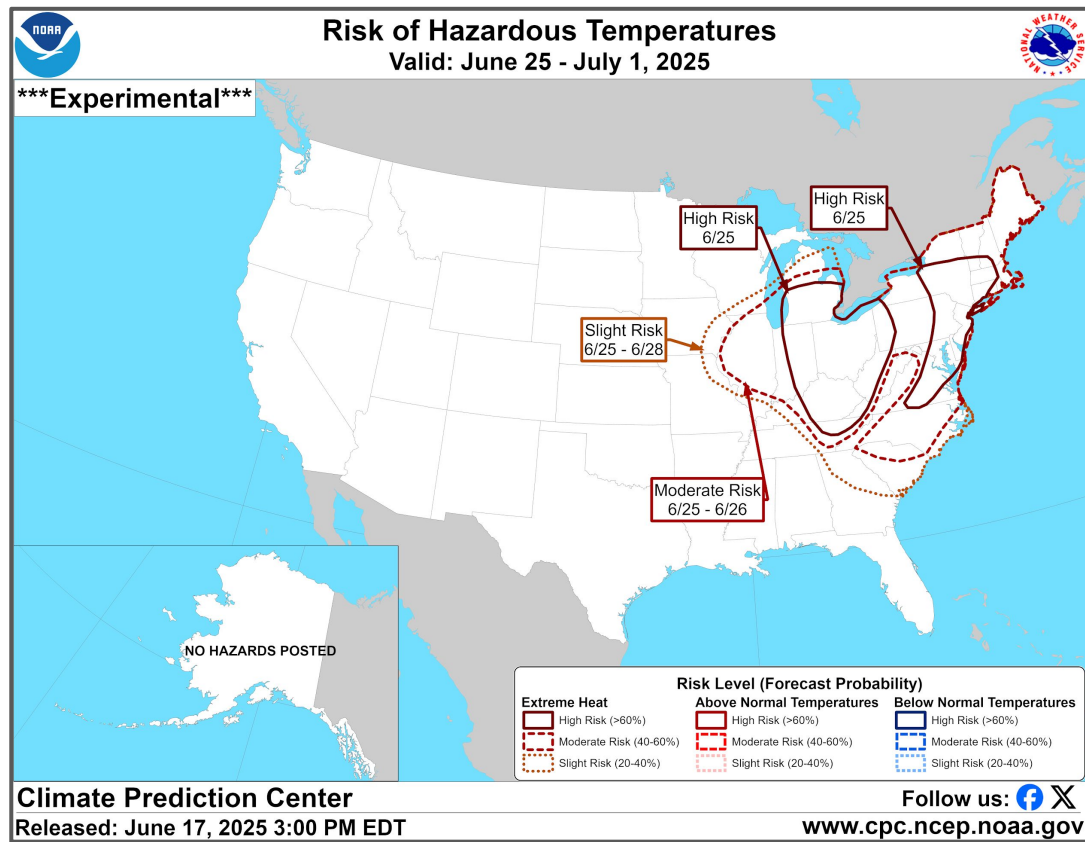 NOAA
Risk of Hazardous Temperatures
Valid: June 25 - July 1, 2025
NATIONAL WEATHER SERVICE
***Experimental***
High Risk
6/25
High Risk
6/25
Slight Risk
6/25 - 6/28
Moderate Risk
6/25 - 6/26
NO HAZARDS POSTED
Risk Level (Forecast Probability)
Extreme Heat
High Risk (>60%)
Moderate Risk (40-60%)
Slight Risk (20-40%)
Above Normal Temperatures
High Risk (>60%)
Moderate Risk (40-60%)
Slight Risk (20-40%)
Below Normal Temperatures
High Risk (>60%)
Moderate Risk (40-60%)
Slight Risk (20-40%)
Climate Prediction Center
Follow us:
Released: June 17, 2025 3:00 PM EDT
www.cpc.ncep.noaa.gov